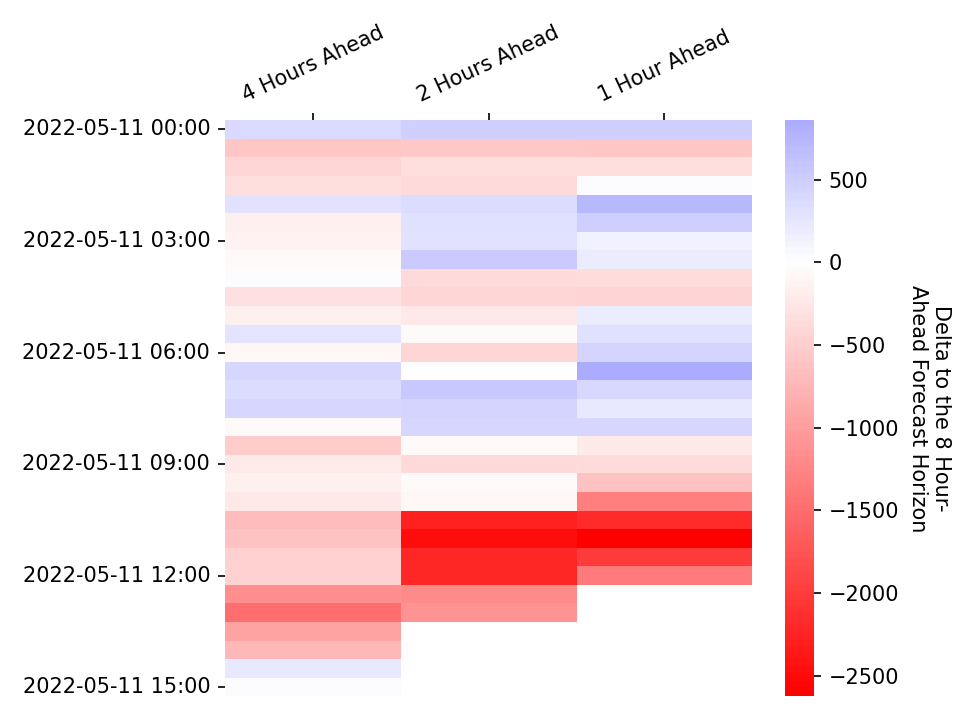 4 Hours Ahead
2 Hours Ahead
1 Hour Ahead
2022-05-11 00:00
2022-05-11 03:00
2022-05-11 06:00
2022-05-11 09:00
2022-05-11 12:00
2022-05-11 15:00
500
0
−500
−1000
−1500
−2000
−2500
Delta to the 8 Hour-
Ahead Forecast Horizon